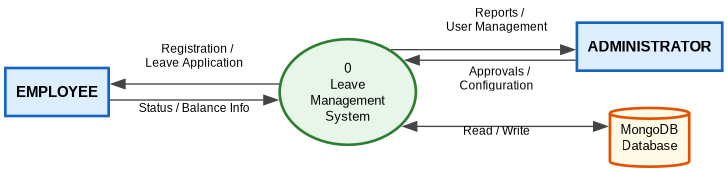 Reports /
User Management
ADMINISTRATOR
Registration /
Leave Application
0
Leave
Management
System
Approvals /
Configuration
EMPLOYEE
Status / Balance Info
Read / Write
MongoDB
Database